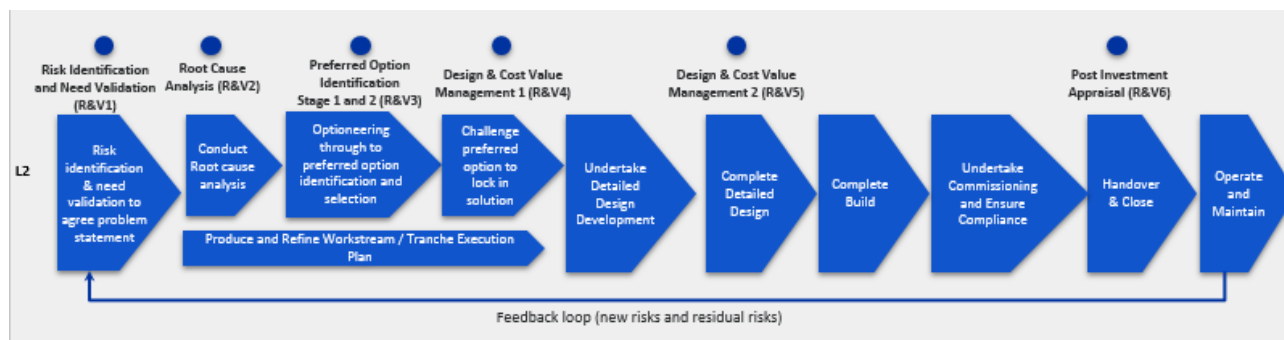 Risk Identification
and Need Validation
(R&V1)
Root Cause
Analysis (R&V2)
Preferred Option
Identification
Stage 1 and 2 (R&V3)
Design & Cost Value
Management 1 (R&V4)
Design & Cost Value
Management 2 (R&V5)
Post Investment
Appraisal (R&V6)
L2
Risk
identification
& need
validation to
agree problem
statement
Conduct
Root cause
analysis
Optioneering
through to
preferred option
identification and
selection
Challenge
preferred
option to
lock in
solution
Undertake
Detailed
Design
Development
Complete
Detailed
Design
Complete
Build
Undertake
Commissioning
and Ensure
Compliance
Handover
& Close
Operate
and
Maintain
Produce and Refine Workstream / Tranche Execution
Plan
Feedback loop (new risks and residual risks)